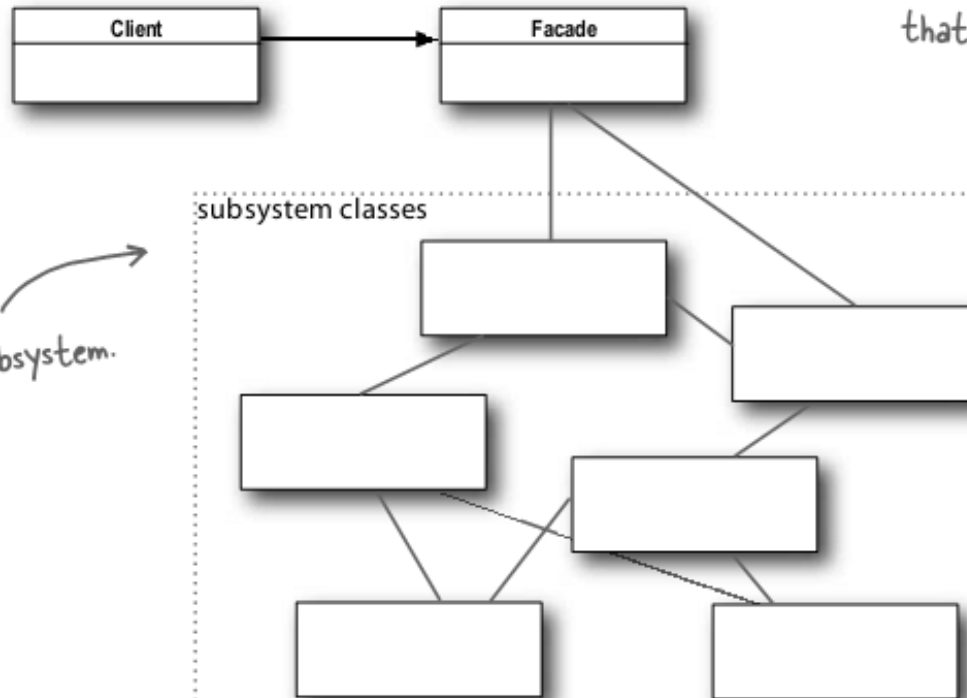 Client
Facade
that
subsystem classes
bsystem.